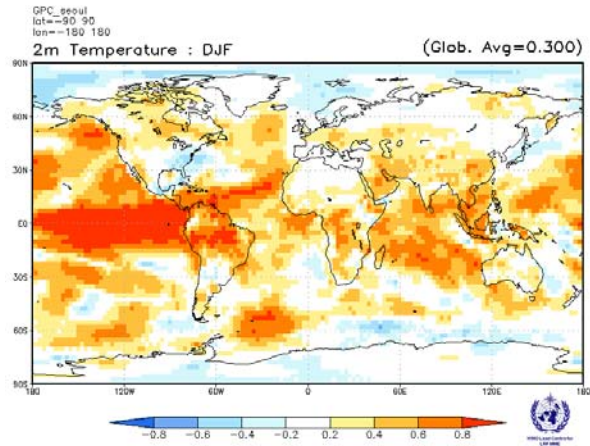 GPC_seoul
lat=-90 90
lon=-180 180
2m Temperature : DJF (Glob. Avg=0.300)
90N
60N
30N
EQ
30S
60S
90S
180 120W 60W 0 60E 120E 180
-0.8 -0.6 -0.4 -0.2 0.2 0.4 0.6 0.8